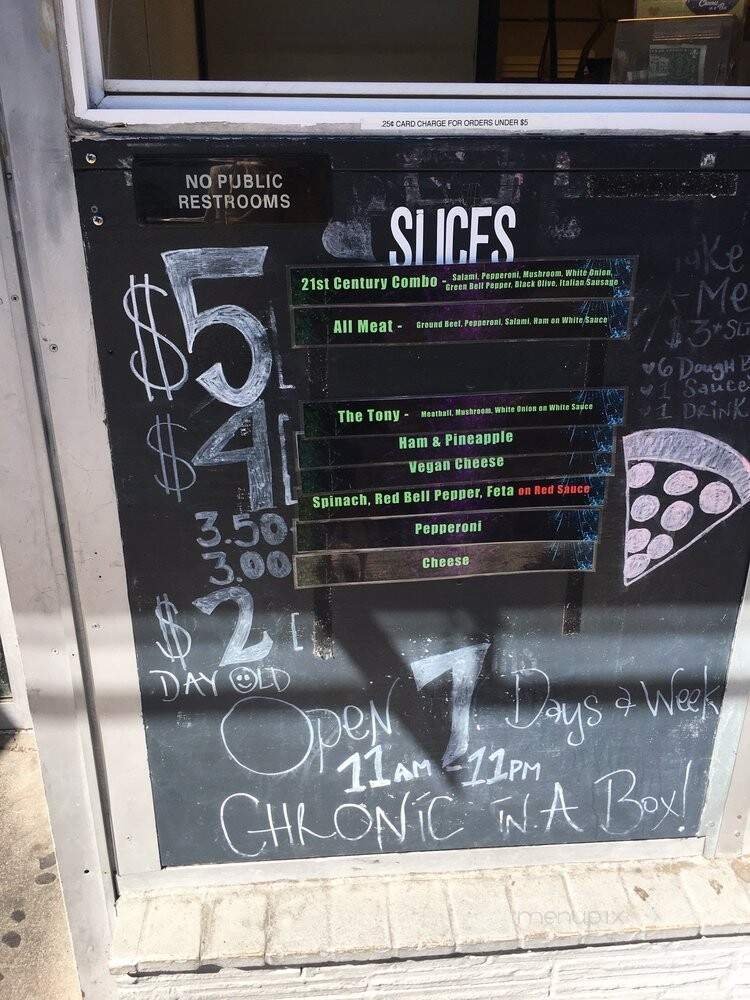 .25¢ CARD CHARGE FOR ORDERS UNDER $5
NO PUBLIC
RESTROOMS
SLICES
$5
21st Century Combo - Salami, Pepperoni, Mushroom, White Onion,
Green Bell Pepper, Black Olive, Italian Sausage
All Meat - Ground Beef, Pepperoni, Salami, Ham on White Sauce
$3
♥6 Dough
♥1 Sauce
♥1 Drink
$4
The Tony - Meatball, Mushroom, White Onion on White Sauce
Ham & Pineapple
Vegan Cheese
Spinach, Red Bell Pepper, Feta on Red Sauce
3.50 Pepperoni
3.00 Cheese
$2
DAY OLD
Open 7 Days a Week
11AM - 11PM
CHRONIC IN A Box!
menupix